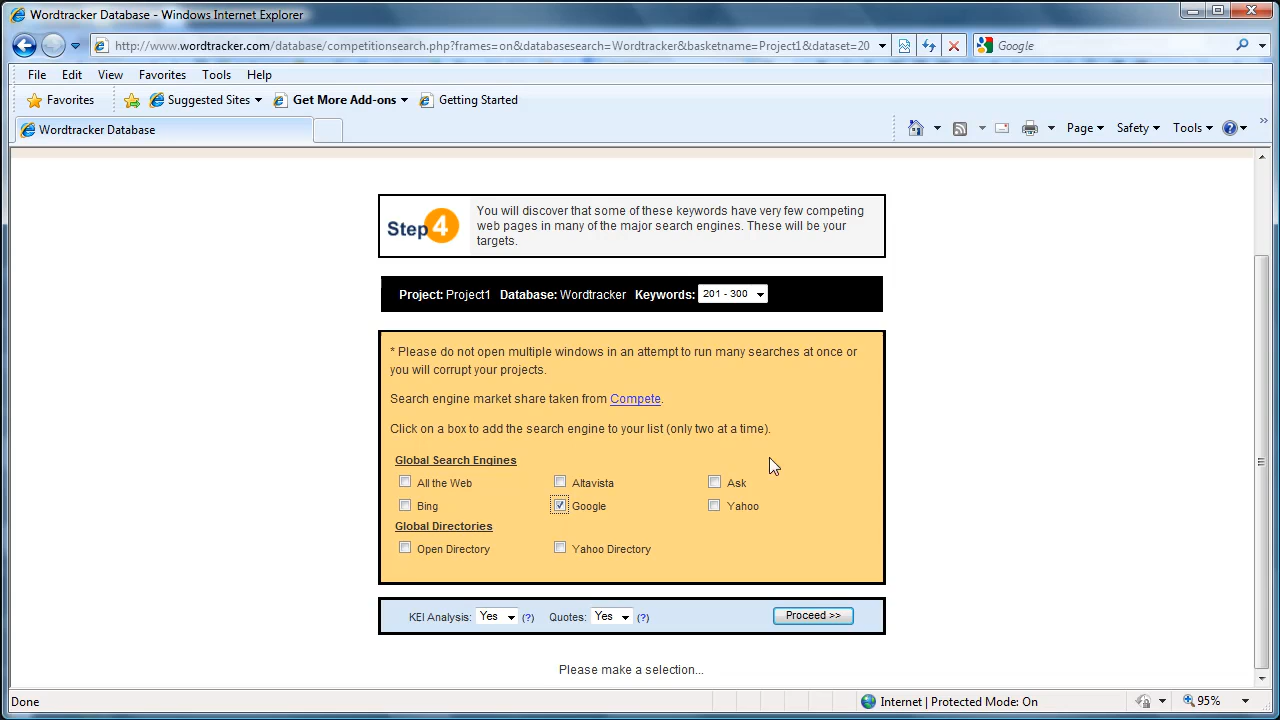 Wordtracker Database - Windows Internet Explorer
http://www.wordtracker.com/database/competitionsearch.php?frames=on&databasesearch=Wordtracker&basketname=Project1&dataset=20
Google
File Edit View Favorites Tools Help
Favorites Suggested Sites Get More Add-ons Getting Started
Wordtracker Database
Page Safety Tools
Step 4
You will discover that some of these keywords have very few competing
web pages in many of the major search engines. These will be your
targets.
Project: Project1 Database: Wordtracker Keywords: 201 - 300
* Please do not open multiple windows in an attempt to run many searches at once or
you will corrupt your projects.
Search engine market share taken from Compete.
Click on a box to add the search engine to your list (only two at a time).
Global Search Engines
All the Web Altavista Ask
Bing Google Yahoo
Global Directories
Open Directory Yahoo Directory
KEI Analysis: Yes (?) Quotes: Yes (?) Proceed >>
Please make a selection...
Done Internet | Protected Mode: On 95%